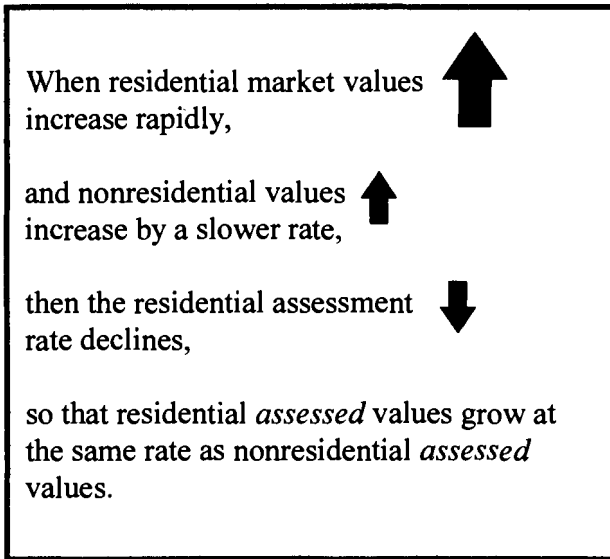 When residential market values
increase rapidly,
and nonresidential values
increase by a slower rate,
then the residential assessment
rate declines,
so that residential assessed values grow at
the same rate as nonresidential assessed
values.